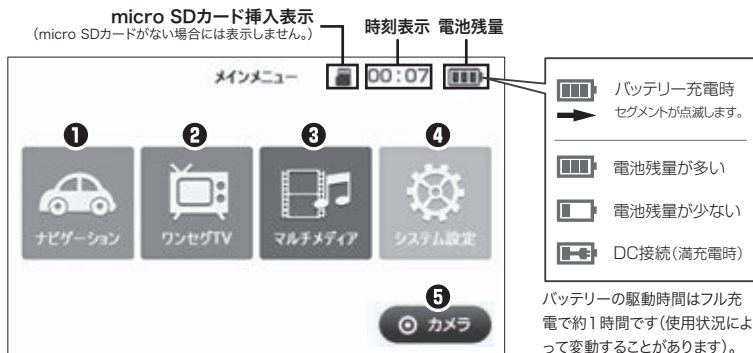 micro SDカード挿入表示
(micro SDカードがない場合には表示しません。)
時刻表示
電池残量
メインメニュー
00:07
❶
❷
❸
❹
ナビゲーション
ワンセグTV
マルチメディア
システム設定
❺
カメラ
バッテリー充電時
セグメントが点滅します。
電池残量が多い
電池残量が少ない
DC接続(満充電時)
バッテリーの駆動時間はフル充
電で約1時間です(使用状況によ
って変動することがあります)。